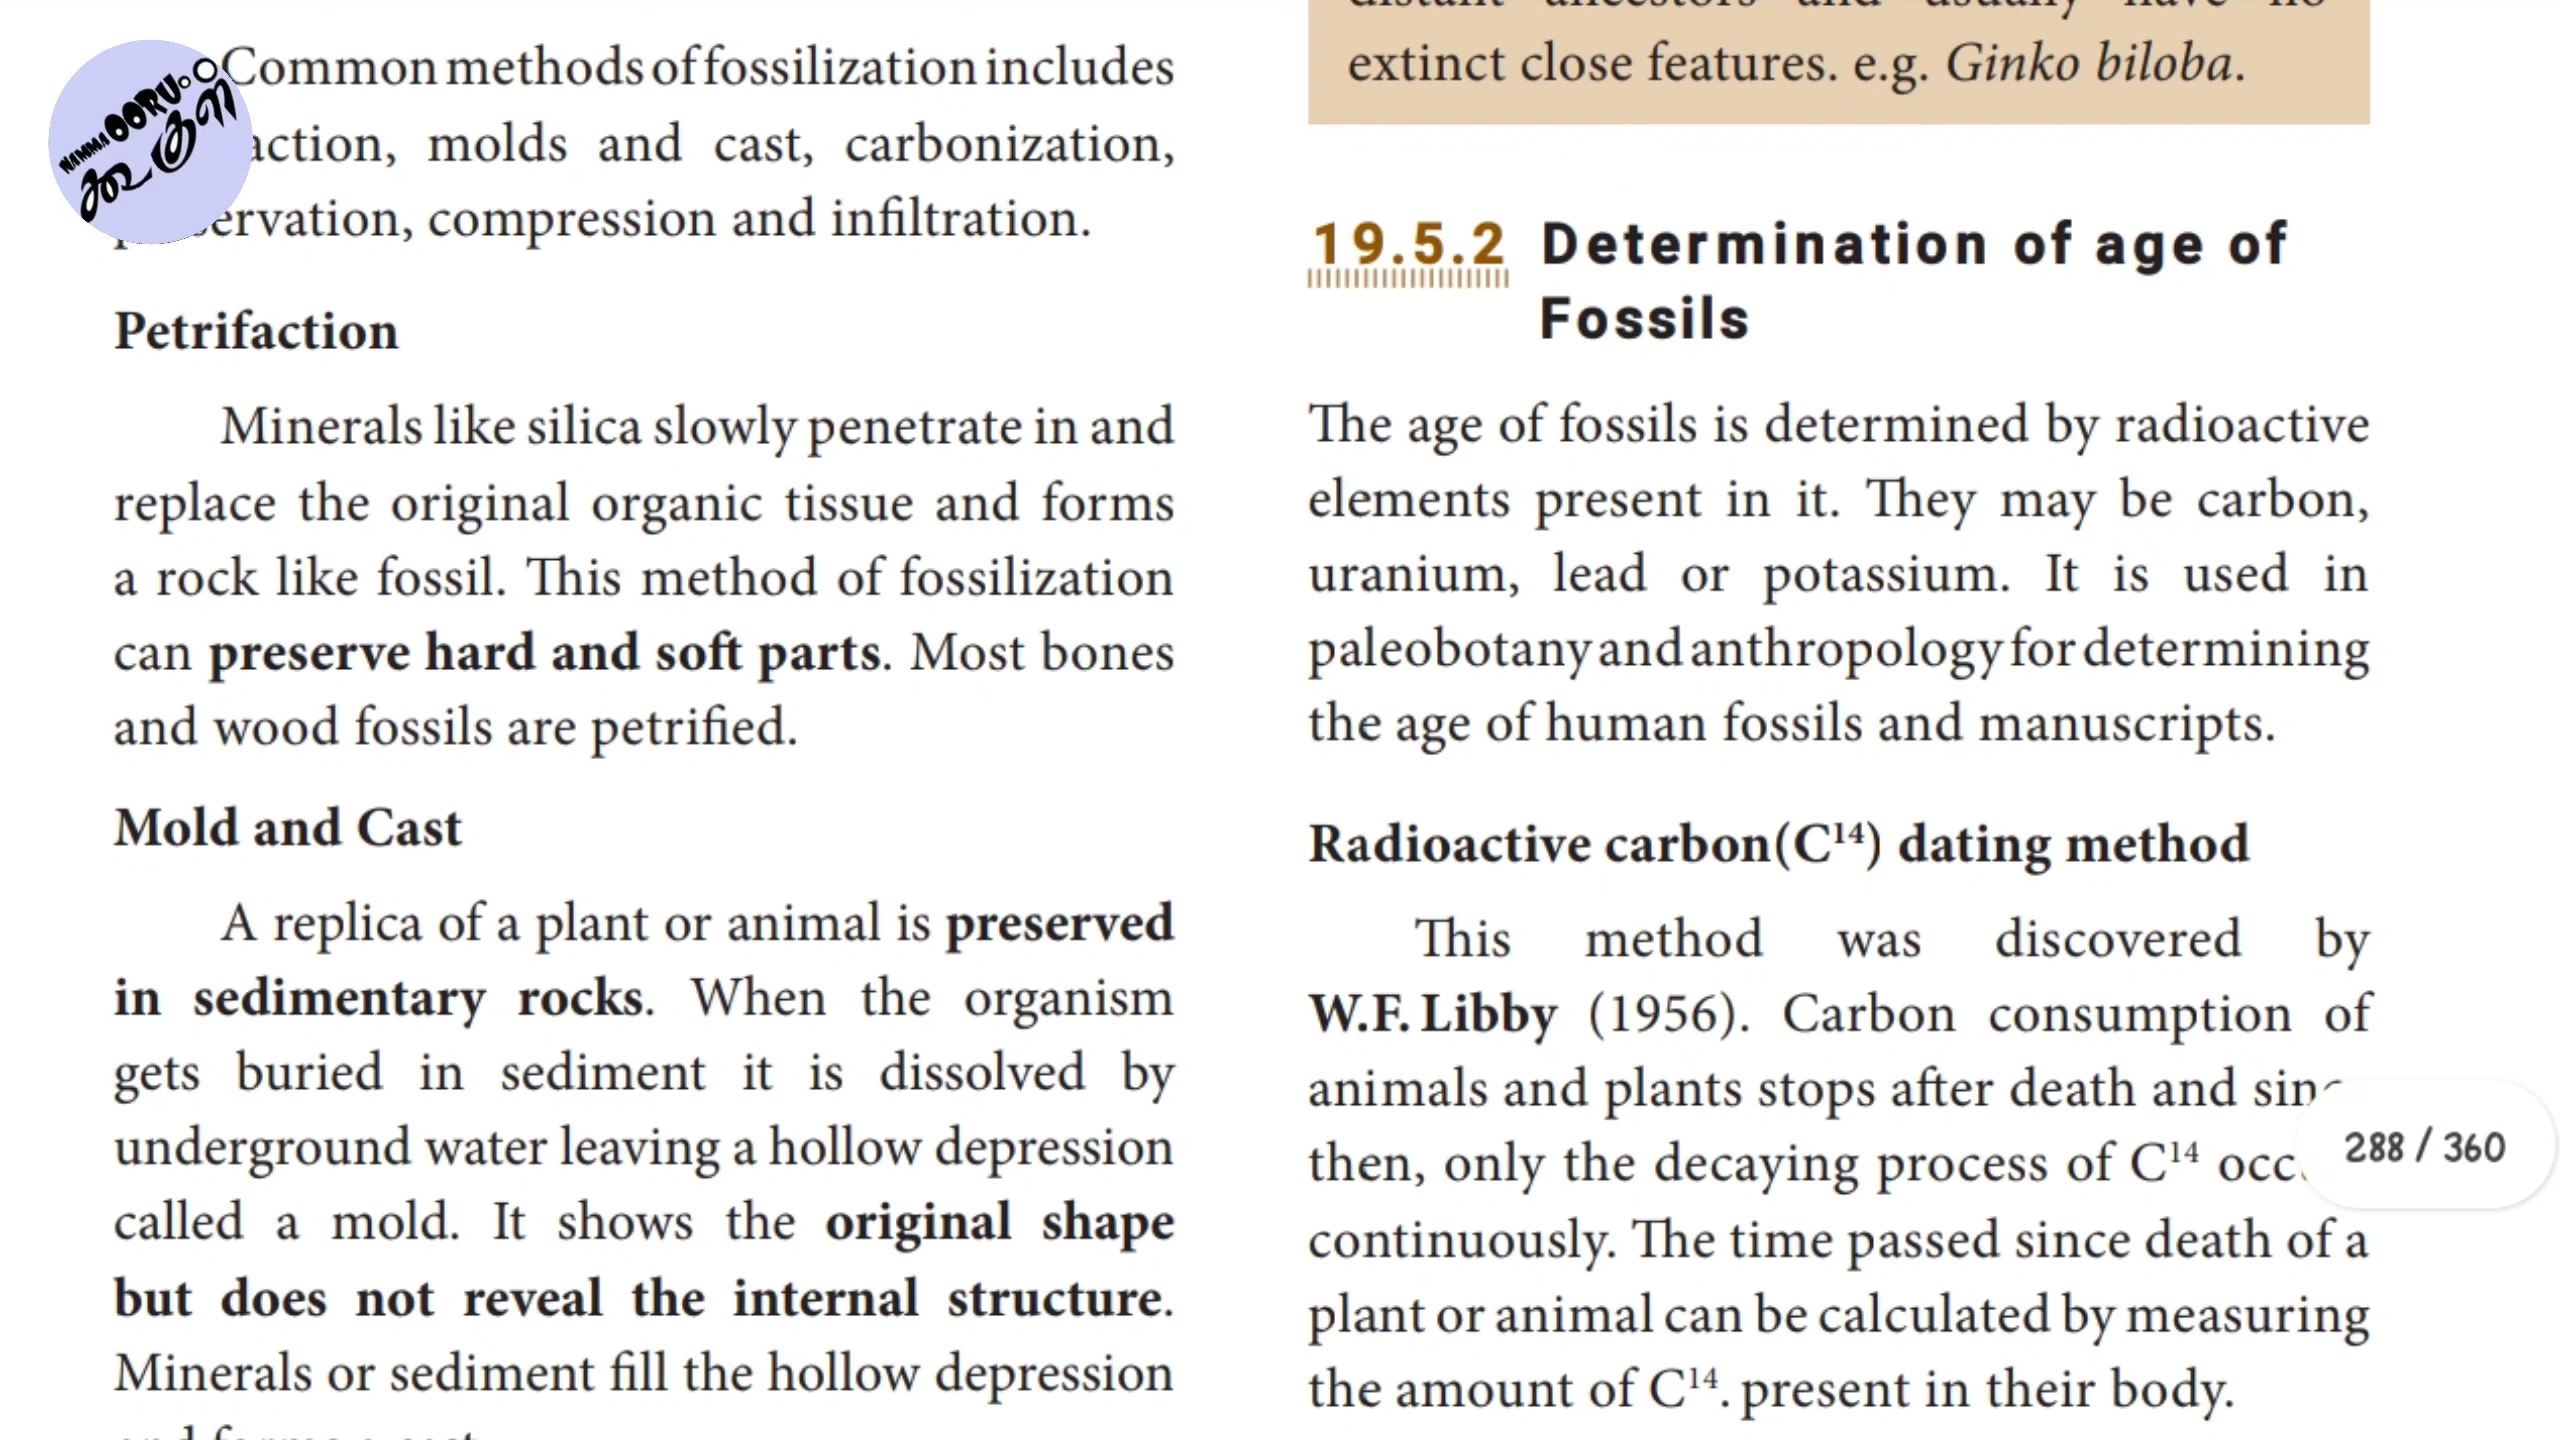 NAMMA OORU
Common methods of fossilization includes
action, molds and cast, carbonization,
ervation, compression and infiltration.
Petrifaction
Minerals like silica slowly penetrate in and
replace the original organic tissue and forms
a rock like fossil. This method of fossilization
can preserve hard and soft parts. Most bones
and wood fossils are petrified.
Mold and Cast
A replica of a plant or animal is preserved
in sedimentary rocks. When the organism
gets buried in sediment it is dissolved by
underground water leaving a hollow depression
called a mold. It shows the original shape
but does not reveal the internal structure.
Minerals or sediment fill the hollow depression
extinct close features. e.g. Ginko biloba.
19.5.2 Determination of age of
Fossils
The age of fossils is determined by radioactive
elements present in it. They may be carbon,
uranium, lead or potassium. It is used in
paleobotany and anthropology for determining
the age of human fossils and manuscripts.
Radioactive carbon(C¹⁴) dating method
This method was discovered by
W.F. Libby (1956). Carbon consumption of
animals and plants stops after death and
then, only the decaying process of C¹⁴
continuously. The time passed since death of a
plant or animal can be calculated by measuring
the amount of C¹⁴. present in their body.
288 / 360